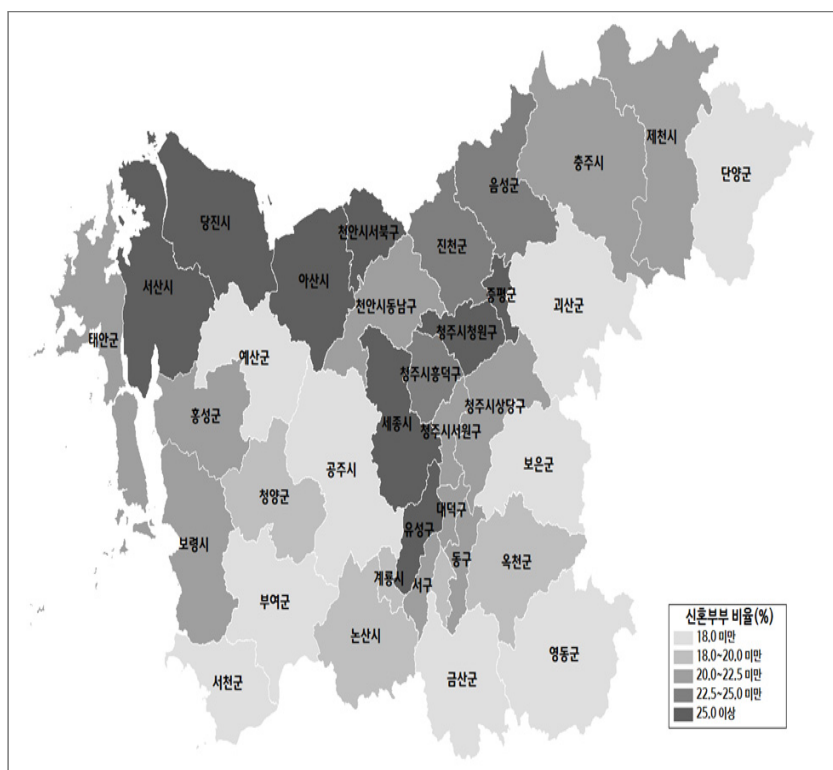 제천시
단양군
충주시
음성군
당진시
천안시서북구
진천군
아산시
서산시
증평군
괴산군
천안시동남구
청주시청원구
태안군
예산군
청주시흥덕구
청주시상당구
홍성군
세종시
청주시서원구
보은군
공주시
청양군
대덕구
유성구
보령시
동구
옥천군
계룡시
서구
부여군
논산시
영동군
서천군
금산군
신혼부부 비율(%)
18.0 미만
18.0~20.0 미만
20.0~22.5 미만
22.5~25.0 미만
25.0 이상